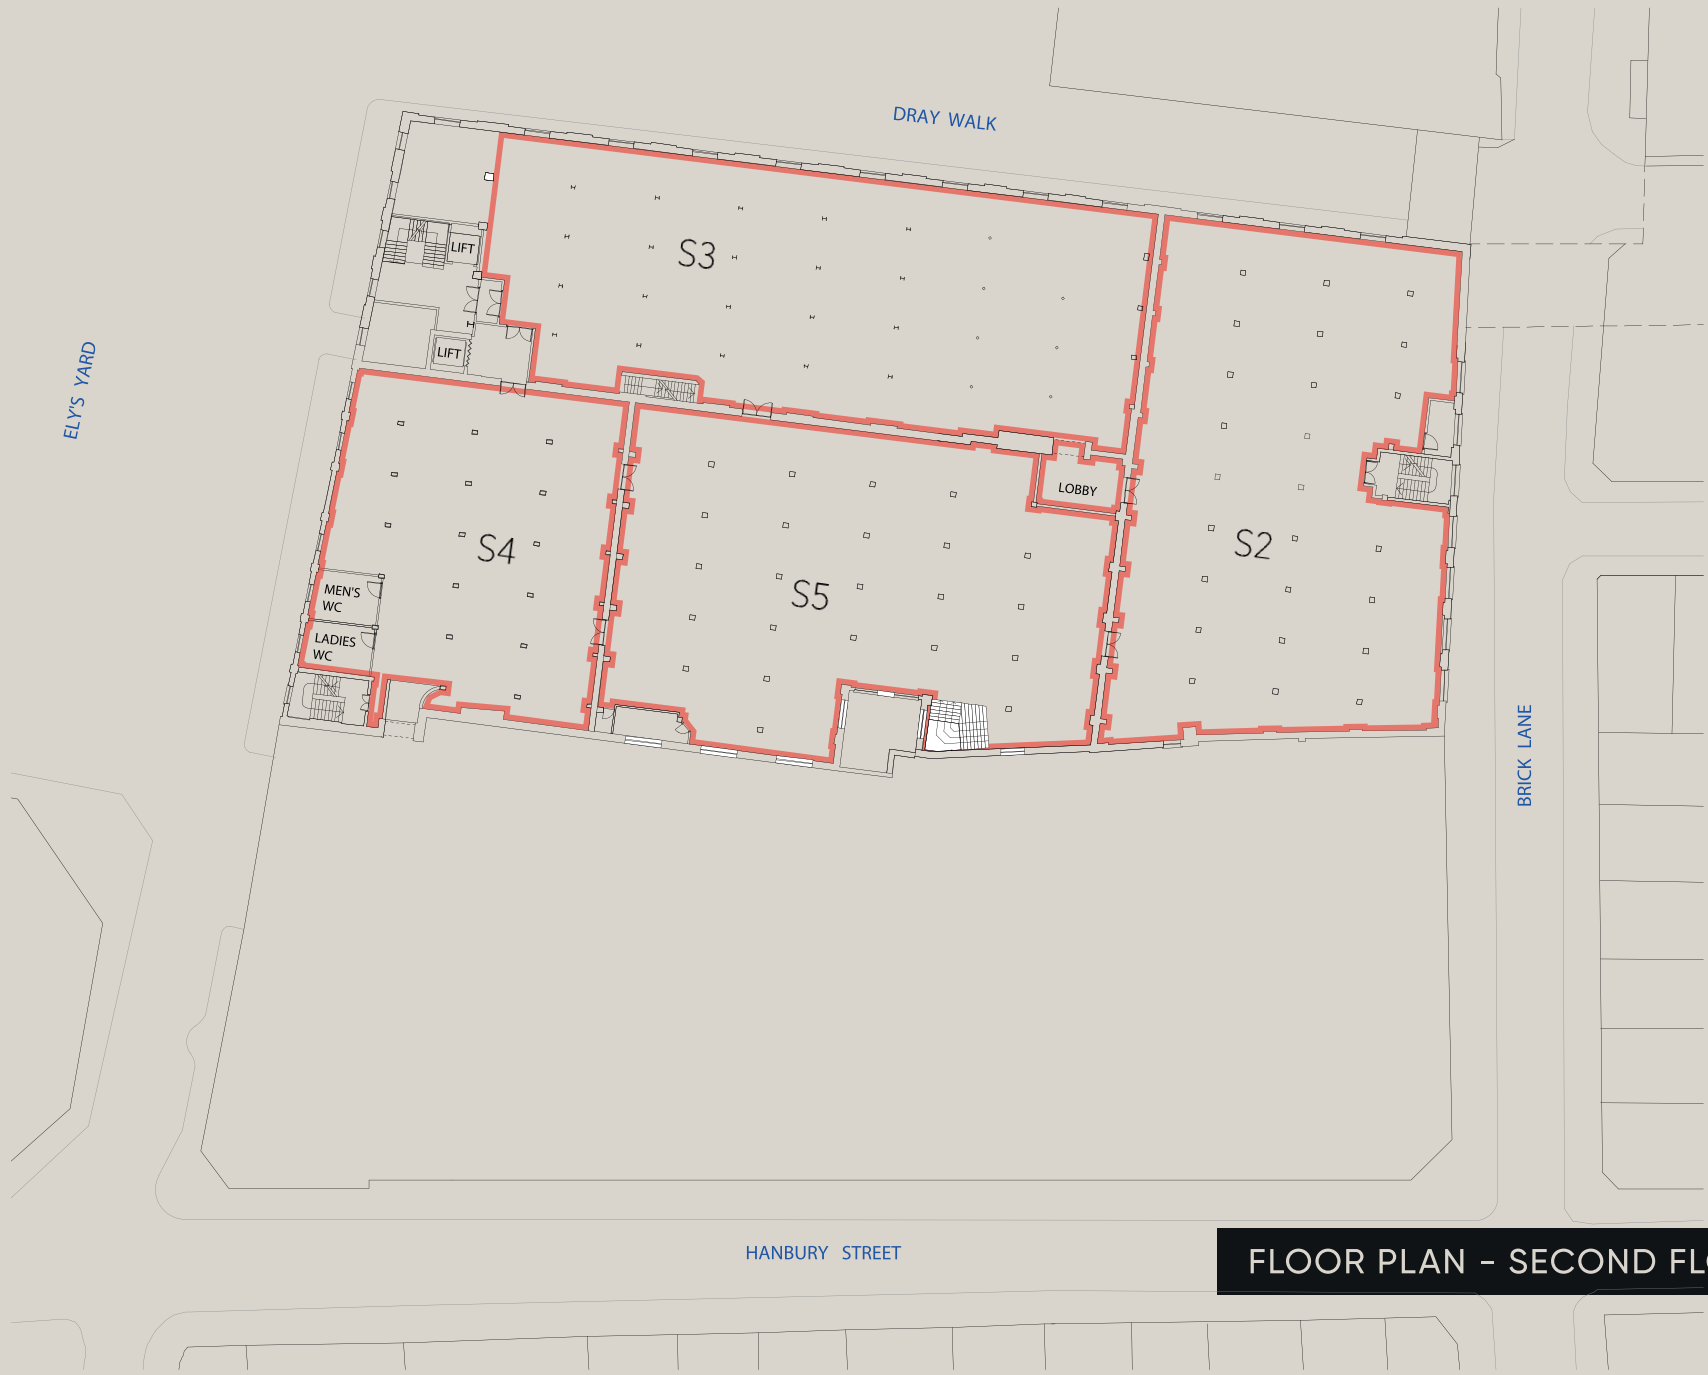 DRAY WALK
S3
LIFT
LIFT
ELY'S YARD
LOBBY
S4
S2
S5
MEN'S
WC
LADIES
WC
BRICK LANE
HANBURY STREET
FLOOR PLAN - SECOND FL